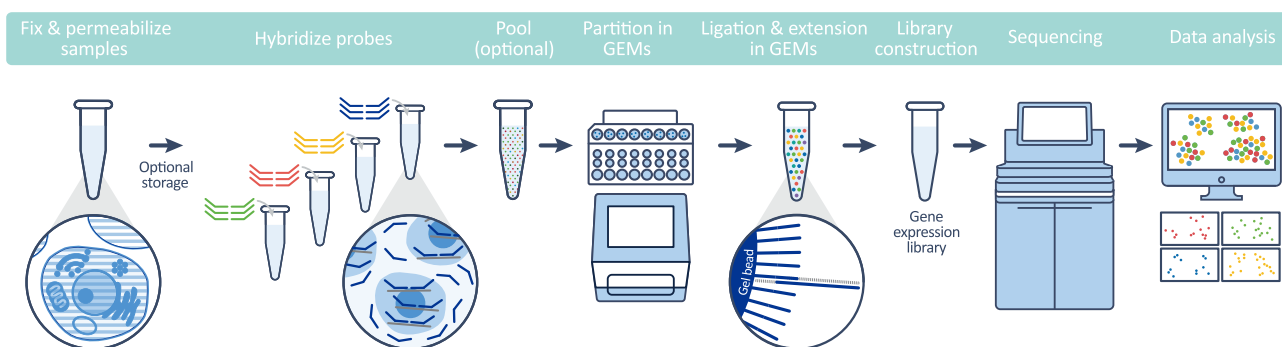 Fix & permeabilize
samples
Hybridize probes
Pool
(optional)
Partition in
GEMs
Ligation & extension
in GEMs
Library
construction
Sequencing
Data analysis
Optional
storage
Gel bead
Gene
expression
library